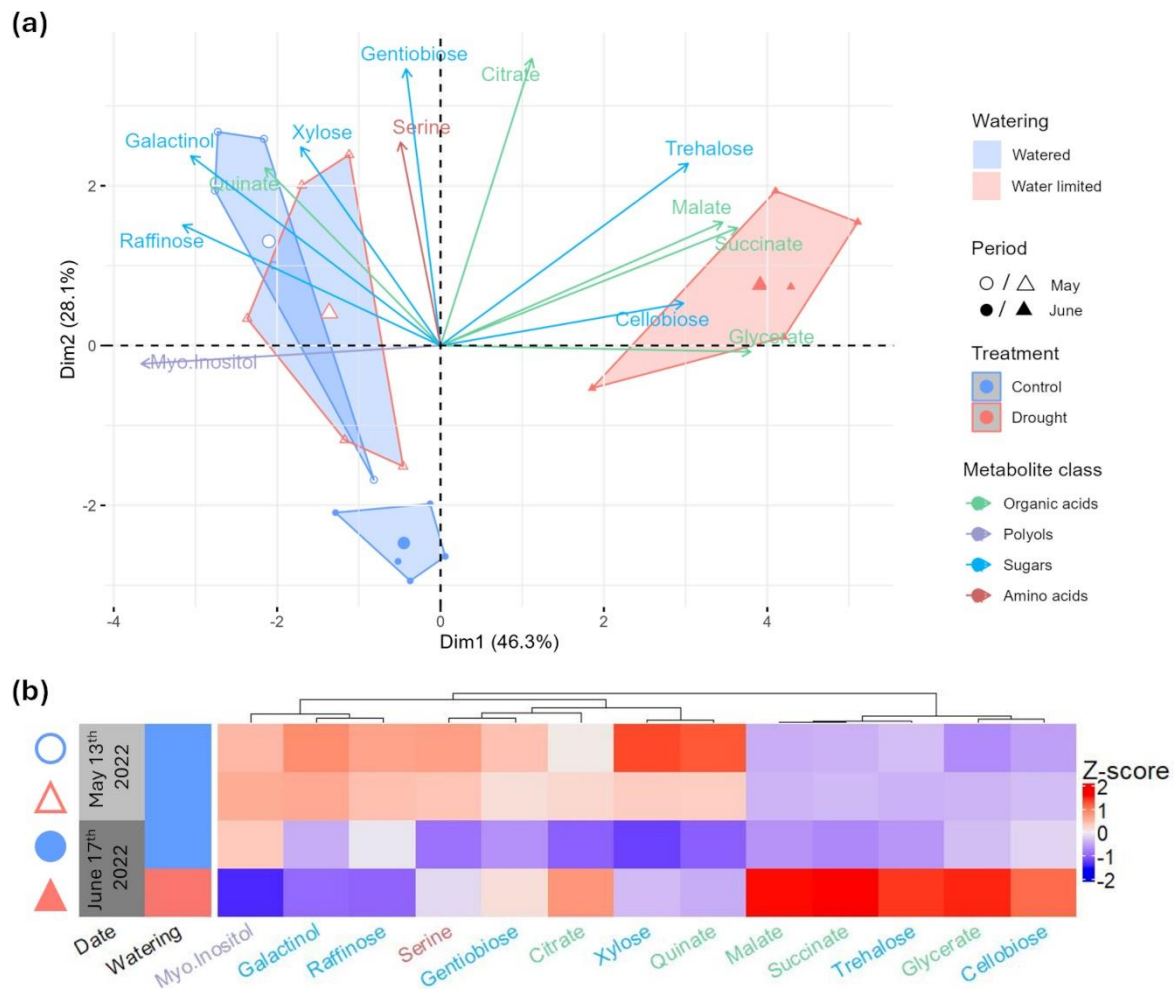 (a)
Gentiobiose
Citrate
Serine
Xylose
Galactinol
Quinate
Raffinose
Trehalose
Malate
Succinate
Cellobiose
Glycerate
Myo.Inositol
2
0
-2
Dim2 (28.1%)
-4
-2
0
2
4
Dim1 (46.3%)
Watering
Watered
Water limited
Period
/ May
/ June
Treatment
Control
Drought
Metabolite class
Organic acids
Polyols
Sugars
Amino acids
(b)
May 13th
2022
June 17th
2022
Z-score
2
1
0
-1
-2
Date
Watering
Myo.Inositol
Galactinol
Raffinose
Serine
Gentiobiose
Citrate
Xylose
Quinate
Malate
Succinate
Trehalose
Glycerate
Cellobiose